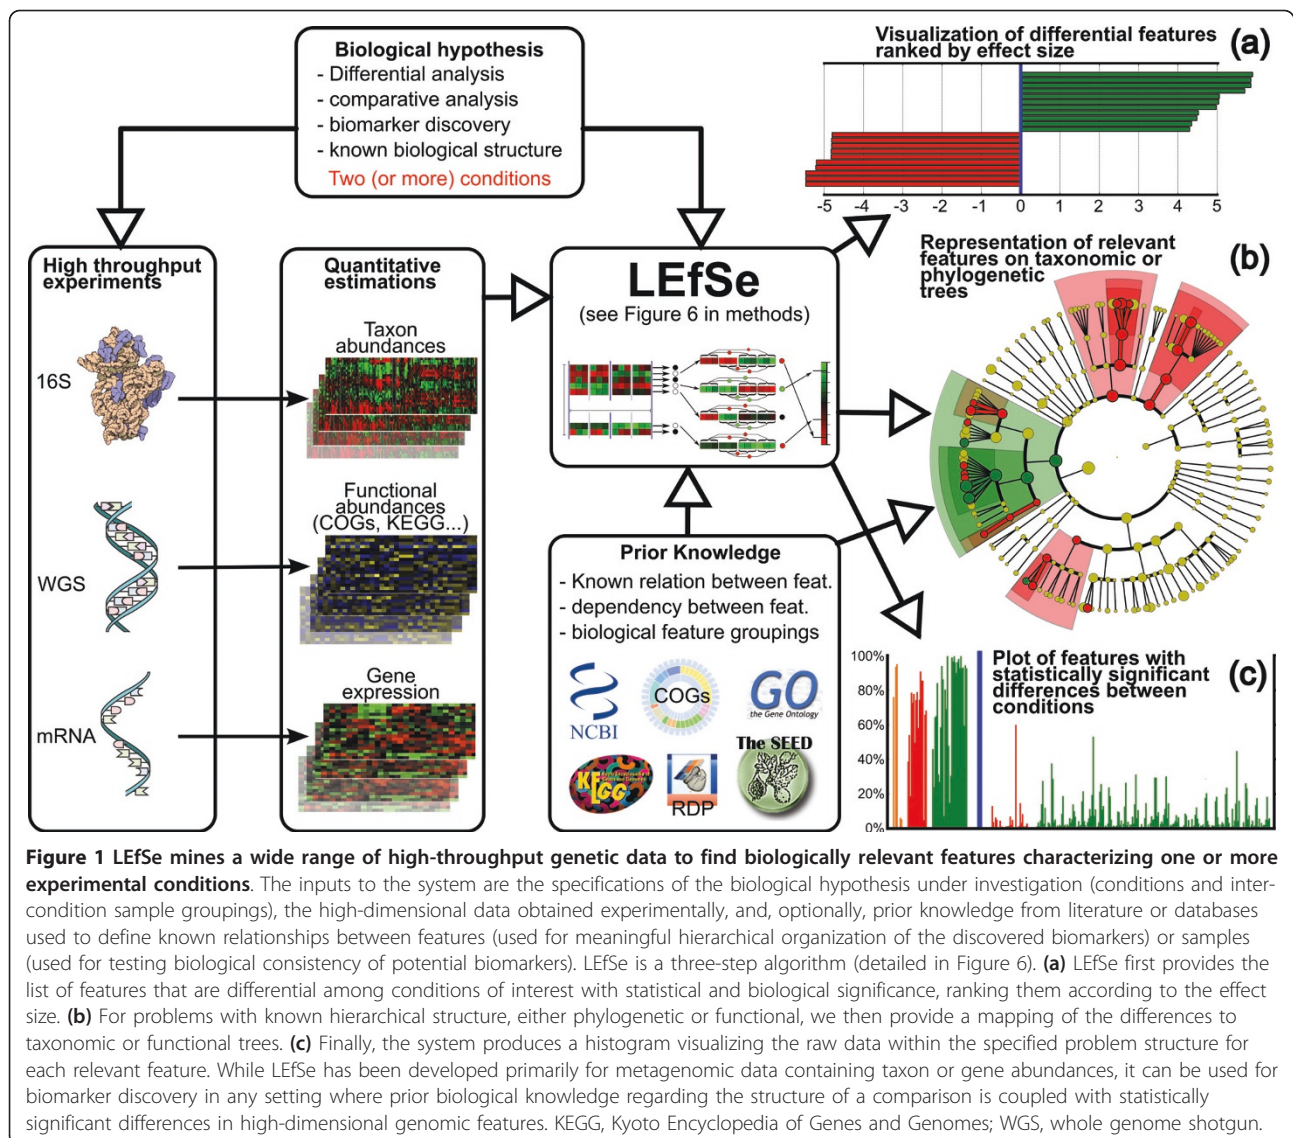 Biological hypothesis
- Differential analysis
- comparative analysis
- biomarker discovery
- known biological structure
Two (or more) conditions
Visualization of differential features
ranked by effect size
(a)
-5 -4 -3 -2 -1 0 1 2 3 4 5
High throughput
experiments
16S
WGS
mRNA
Quantitative
estimations
Taxon
abundances
Functional
abundances
(COGs, KEGG...)
Gene
expression
LEfSe
(see Figure 6 in methods)
Representation of relevant
features on taxonomic or
phylogenetic
trees
(b)
Prior Knowledge
- Known relation between feat.
- dependency between feat.
- biological feature groupings
NCBI
COGs
GO
the Gene Ontology
KEGG
RDP
The SEED
Plot of features with
statistically significant
differences between
conditions
(c)
100%
80%
60%
40%
20%
0%
Figure 1 LEfSe mines a wide range of high-throughput genetic data to find biologically relevant features characterizing one or more
experimental conditions. The inputs to the system are the specifications of the biological hypothesis under investigation (conditions and inter-
condition sample groupings), the high-dimensional data obtained experimentally, and, optionally, prior knowledge from literature or databases
used to define known relationships between features (used for meaningful hierarchical organization of the discovered biomarkers) or samples
(used for testing biological consistency of potential biomarkers). LEfSe is a three-step algorithm (detailed in Figure 6). (a) LEfSe first provides the
list of features that are differential among conditions of interest with statistical and biological significance, ranking them according to the effect
size. (b) For problems with known hierarchical structure, either phylogenetic or functional, we then provide a mapping of the differences to
taxonomic or functional trees. (c) Finally, the system produces a histogram visualizing the raw data within the specified problem structure for
each relevant feature. While LEfSe has been developed primarily for metagenomic data containing taxon or gene abundances, it can be used for
biomarker discovery in any setting where prior biological knowledge regarding the structure of a comparison is coupled with statistically
significant differences in high-dimensional genomic features. KEGG, Kyoto Encyclopedia of Genes and Genomes; WGS, whole genome shotgun.